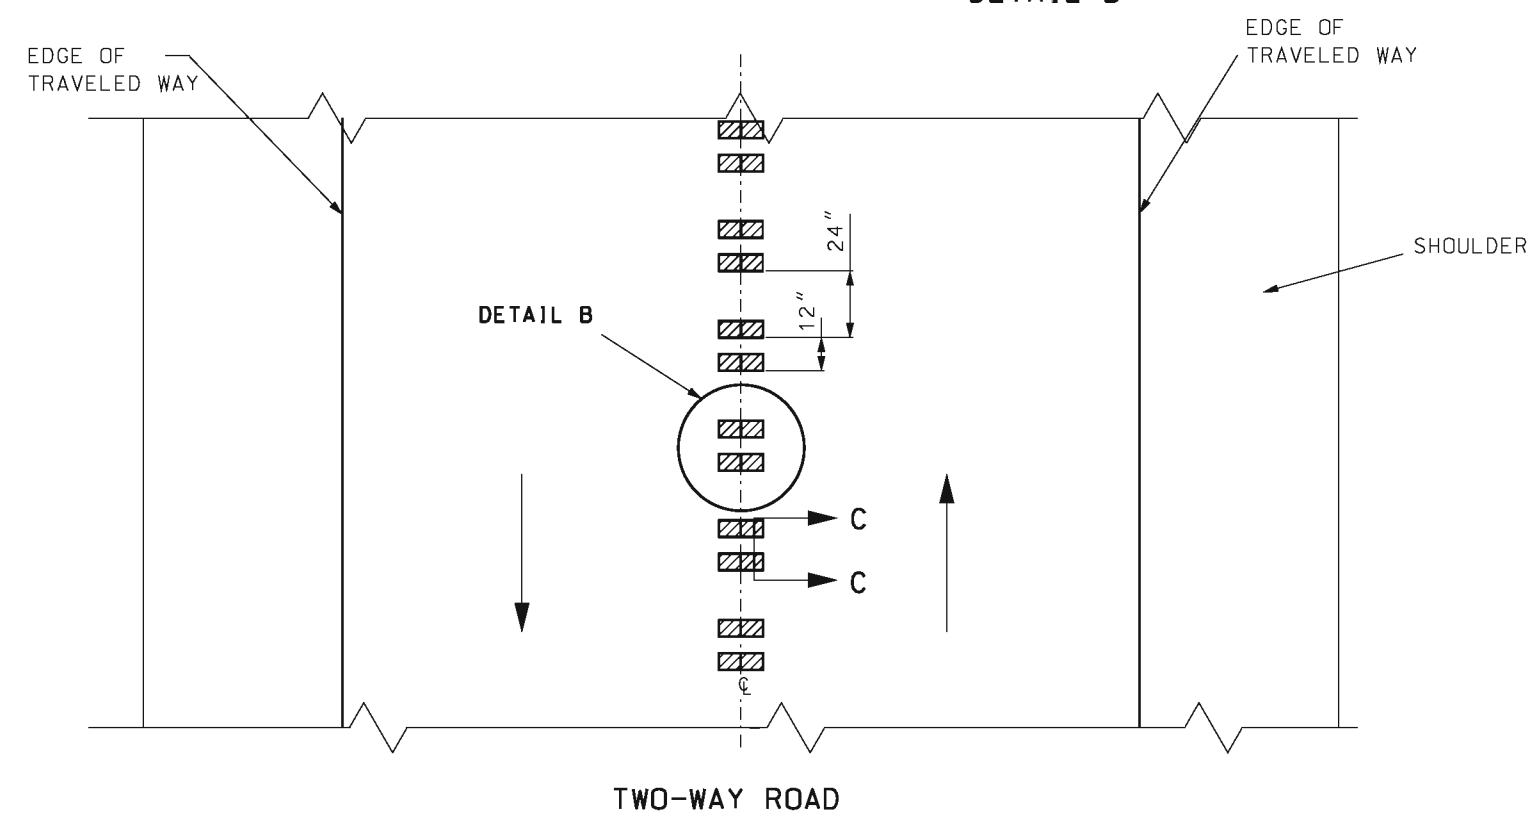 EDGE OF
TRAVELED WAY
EDGE OF
TRAVELED WAY
SHOULDER
24"
12"
DETAIL B
C
C
℄
TWO-WAY ROAD